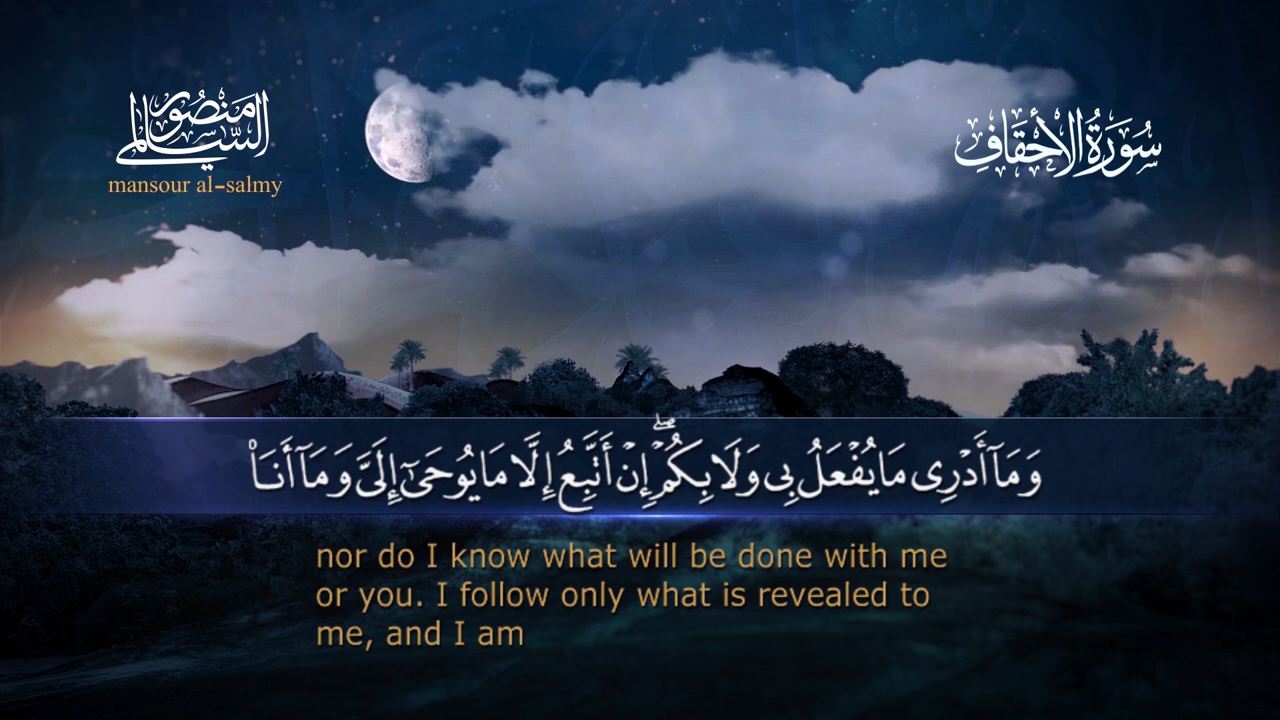 منصور السالمي
mansour al-salmy
سُورَةُ الأَحْقَافِ
وَمَآ أَدْرِى مَا يُفْعَلُ بِى وَلَا بِكُمْ ۖ إِنْ أَتَّبِعُ إِلَّا مَا يُوحَىٰٓ إِلَىَّ وَمَآ أَنَا۠
nor do I know what will be done with me
or you. I follow only what is revealed to
me, and I am